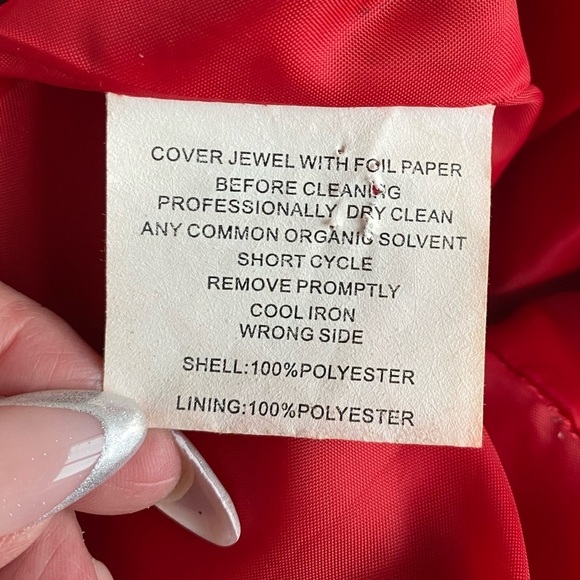 COVER JEWEL WITH FOIL PAPER
BEFORE CLEANING
PROFESSIONALLY DRY CLEAN
ANY COMMON ORGANIC SOLVENT
SHORT CYCLE
REMOVE PROMPTLY
COOL IRON
WRONG SIDE
SHELL:100%POLYESTER
LINING:100%POLYESTER